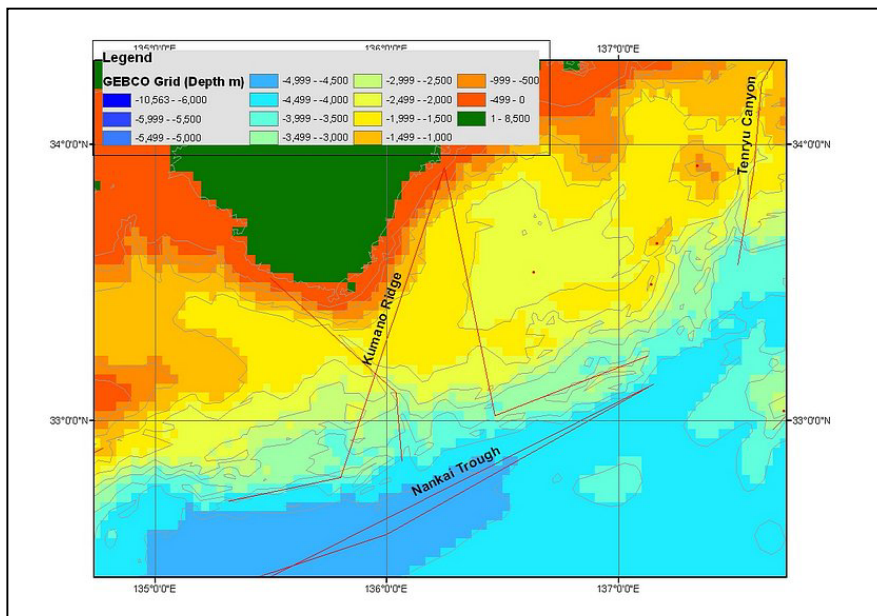 135°0'0"E 136°0'0"E 137°0'0"E
Legend
GEBCO Grid (Depth m)
-10,563 - -6,000
-5,999 - -5,500
-5,499 - -5,000
-4,999 - -4,500
-4,499 - -4,000
-3,999 - -3,500
-3,499 - -3,000
-2,999 - -2,500
-2,499 - -2,000
-1,999 - -1,500
-1,499 - -1,000
-999 - -500
-499 - 0
1 - 8,500
34°0'0"N 34°0'0"N
Tenryu Canyon
Kumano Ridge
33°0'0"N 33°0'0"N
Nankai Trough
135°0'0"E 136°0'0"E 137°0'0"E